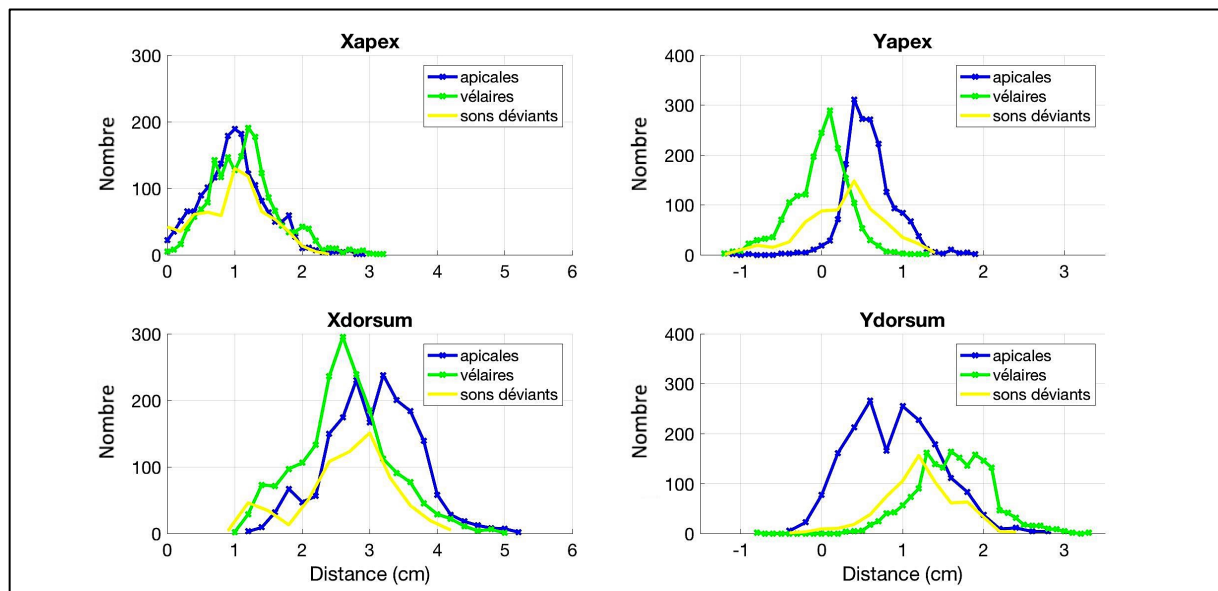 Xapex
Nombre
300
200
100
0
0 1 2 3 4 5 6
apicales
vélaires
sons déviants
Yapex
Nombre
400
300
200
100
0
-1 0 1 2 3
apicales
vélaires
sons déviants
Xdorsum
Nombre
300
200
100
0
0 1 2 3 4 5 6
Distance (cm)
apicales
vélaires
sons déviants
Ydorsum
Nombre
400
300
200
100
0
-1 0 1 2 3
Distance (cm)
apicales
vélaires
sons déviants